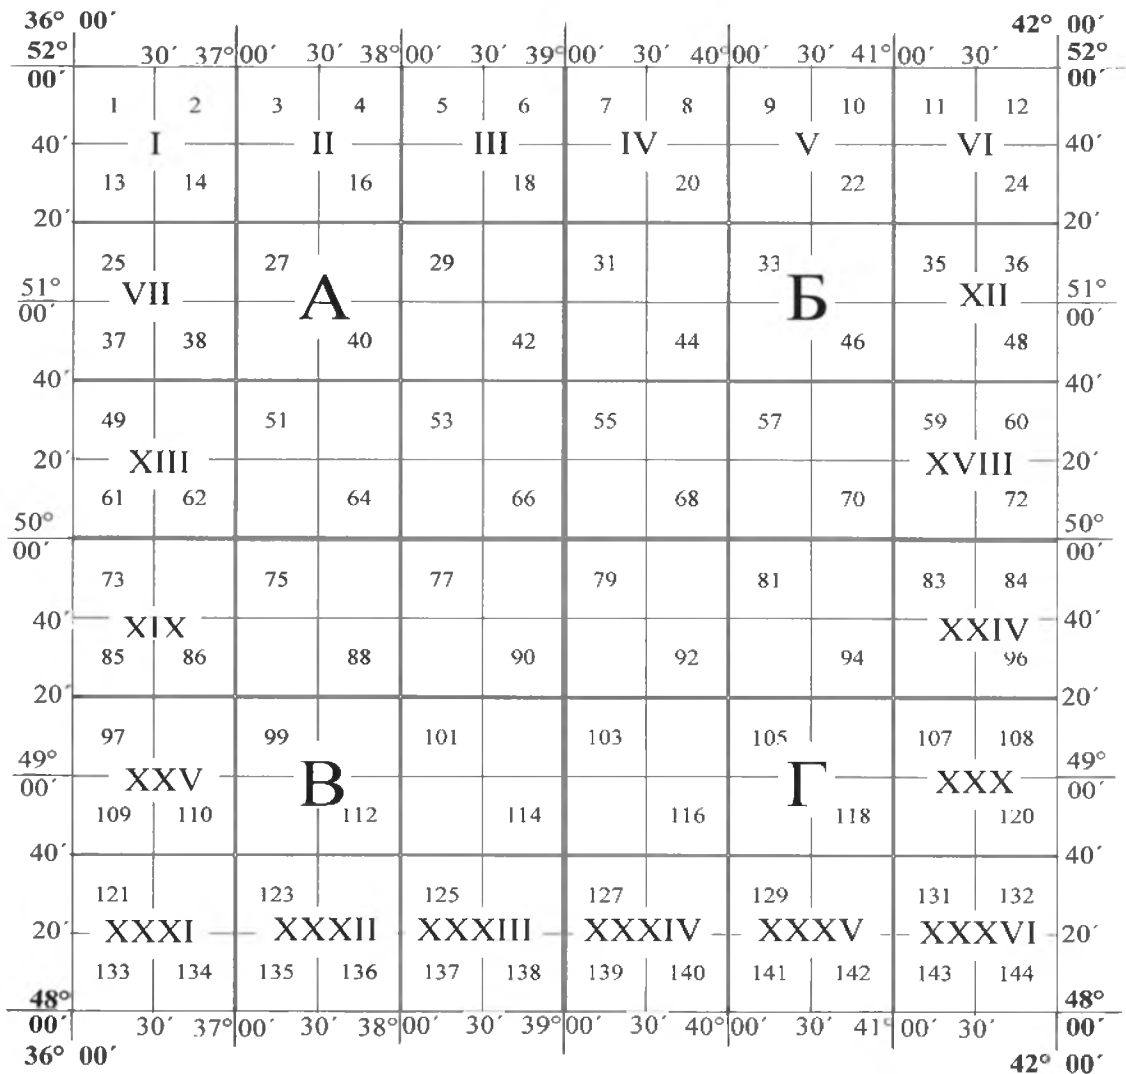 36° 00′ 42° 00′
52° 30′ 37° 00′ 30′ 38° 00′ 30′ 39° 00′ 30′ 40° 00′ 30′ 41° 00′ 30′ 52°
00′ 00′
1 2 3 4 5 6 7 8 9 10 11 12
40′ I II III IV V VI 40′
13 14 16 18 20 22 24
20′ 20′
25 27 29 31 33 35 36
51° VII А Б XII 51°
00′ 00′
37 38 40 42 44 46 48
40′ 40′
49 51 53 55 57 59 60
20′ XIII XVIII 20′
61 62 64 66 68 70 72
50° 50°
00′ 00′
73 75 77 79 81 83 84
40′ XIX XXIV 40′
85 86 88 90 92 94 96
20′ 20′
97 99 101 103 105 107 108
49° XXV В Г XXX 49°
00′ 00′
109 110 112 114 116 118 120
40′ 40′
121 123 125 127 129 131 132
20′ XXXI XXXII XXXIII XXXIV XXXV XXXVI 20′
133 134 135 136 137 138 139 140 141 142 143 144
48° 48°
00′ 30′ 37° 00′ 30′ 38° 00′ 30′ 39° 00′ 30′ 40° 00′ 30′ 41° 00′ 30′ 00′
36° 00′ 42° 00′